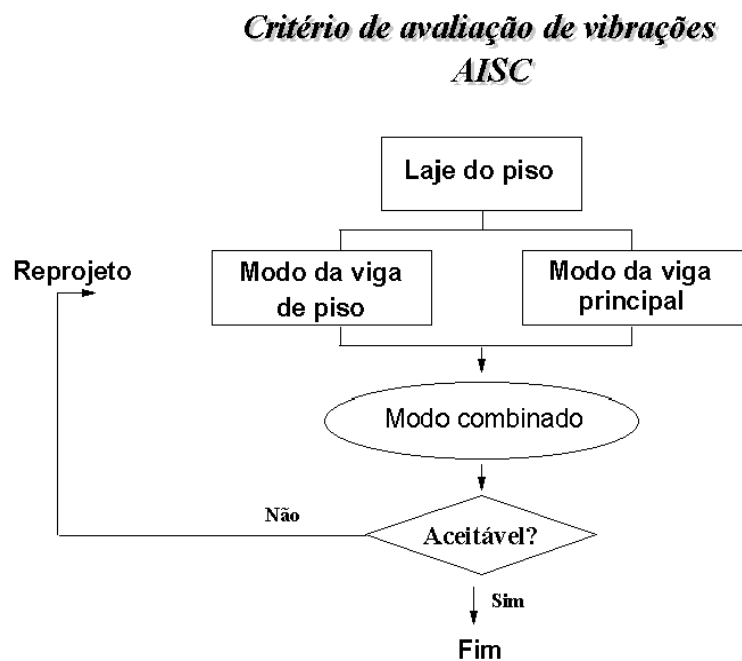 Critério de avaliação de vibrações
AISC
Laje do piso
Reprojeto
Modo da viga
de piso
Modo da viga
principal
Modo combinado
Não
Aceitável?
Sim
Fim